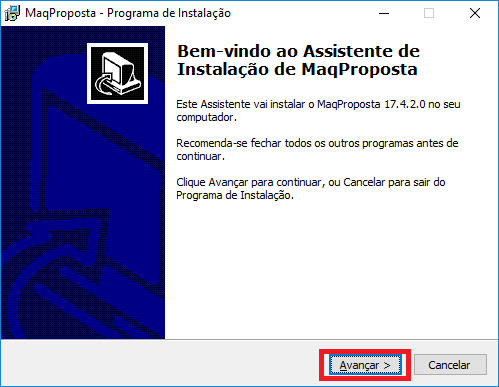 MaqProposta - Programa de Instalação
Bem-vindo ao Assistente de
Instalação de MaqProposta
Este Assistente vai instalar o MaqProposta 17.4.2.0 no seu
computador.
Recomenda-se fechar todos os outros programas antes de
continuar.
Clique Avançar para continuar, ou Cancelar para sair do
Programa de Instalação.
Avançar >
Cancelar